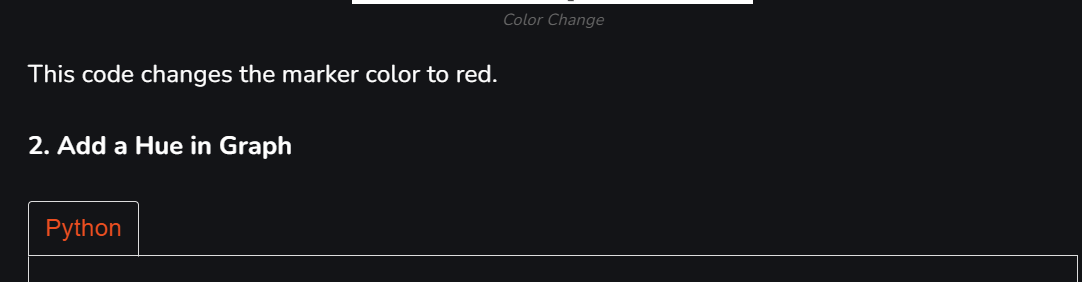 Color Change
This code changes the marker color to red.
2. Add a Hue in Graph
Python